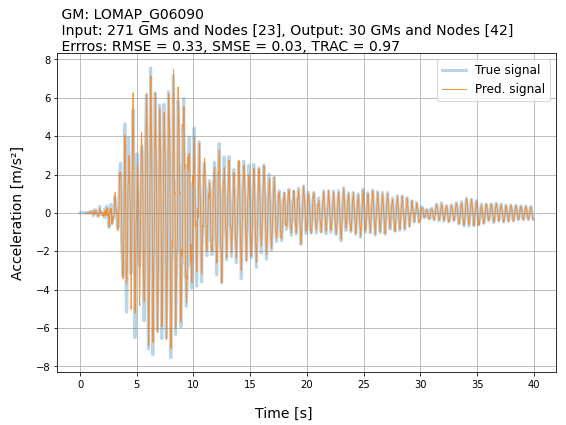 GM: LOMAP_G06090
Input: 271 GMs and Nodes [23], Output: 30 GMs and Nodes [42]
Errros: RMSE = 0.33, SMSE = 0.03, TRAC = 0.97
True signal
Pred. signal
Acceleration [m/s²]
8
6
4
2
0
−2
−4
−6
−8
0 5 10 15 20 25 30 35 40
Time [s]